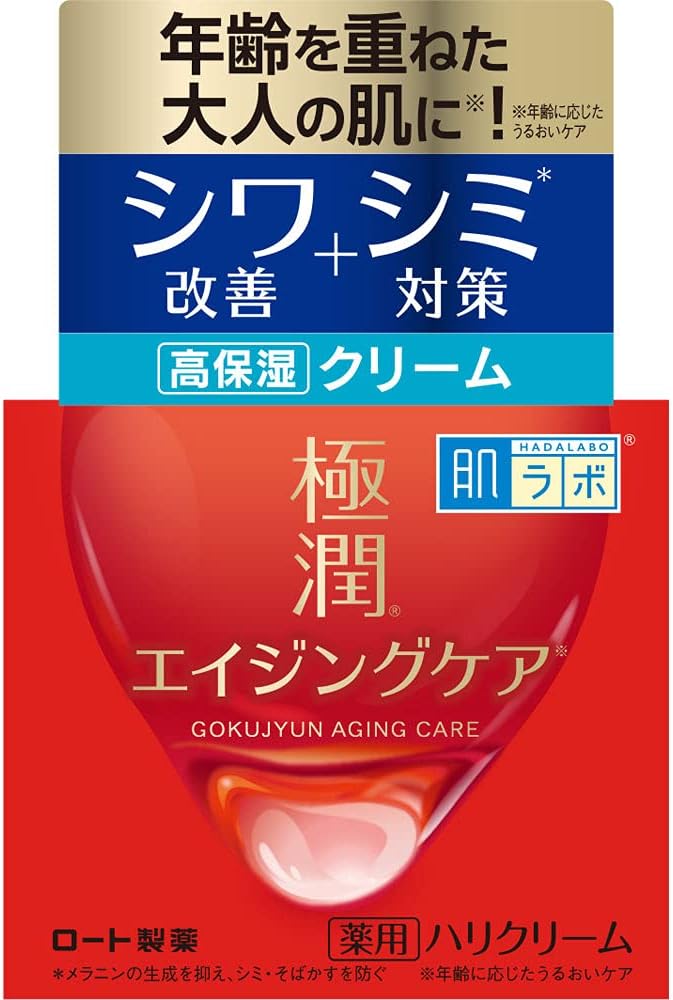 年齢を重ねた
大人の肌に※!
※年齢に応じた
うるおいケア
シワ+シミ*
改善 対策
高保湿 クリーム
HADALABO®
肌ラボ
極
潤®
エイジングケア※
GOKUJYUN AGING CARE
ロート製薬
薬用 ハリクリーム
*メラニンの生成を抑え、シミ・そばかすを防ぐ ※年齢に応じたうるおいケア